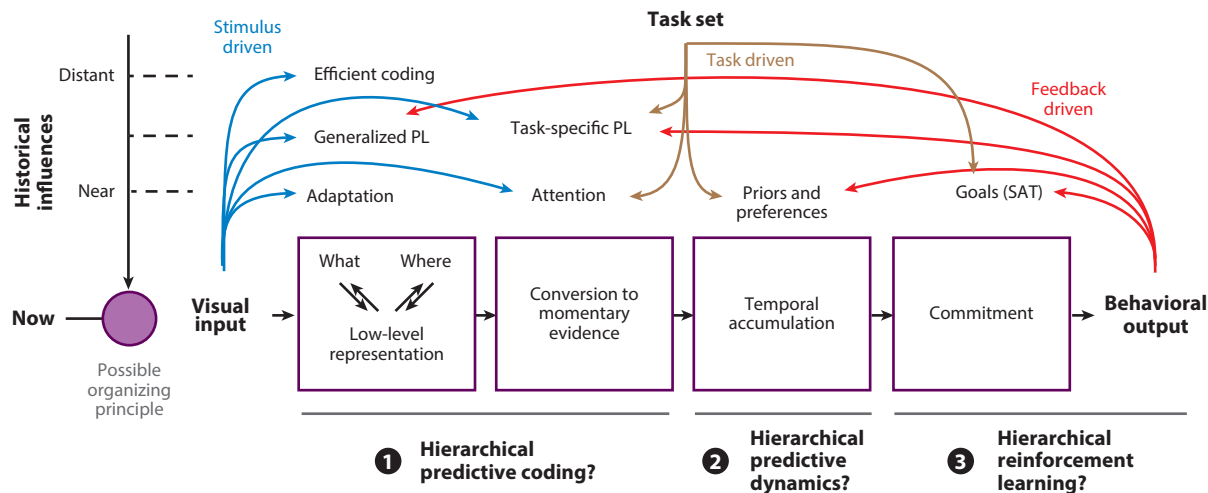 Historical
influences
Distant
Near
Now
Possible
organizing
principle
Stimulus
driven
Task set
Task driven
Feedback
driven
Efficient coding
Generalized PL
Adaptation
Task-specific PL
Attention
Priors and
preferences
Goals (SAT)
Visual
input
What
Where
Low-level
representation
Conversion to
momentary
evidence
Temporal
accumulation
Commitment
Behavioral
output
1
Hierarchical
predictive coding?
2
Hierarchical
predictive
dynamics?
3
Hierarchical
reinforcement
learning?